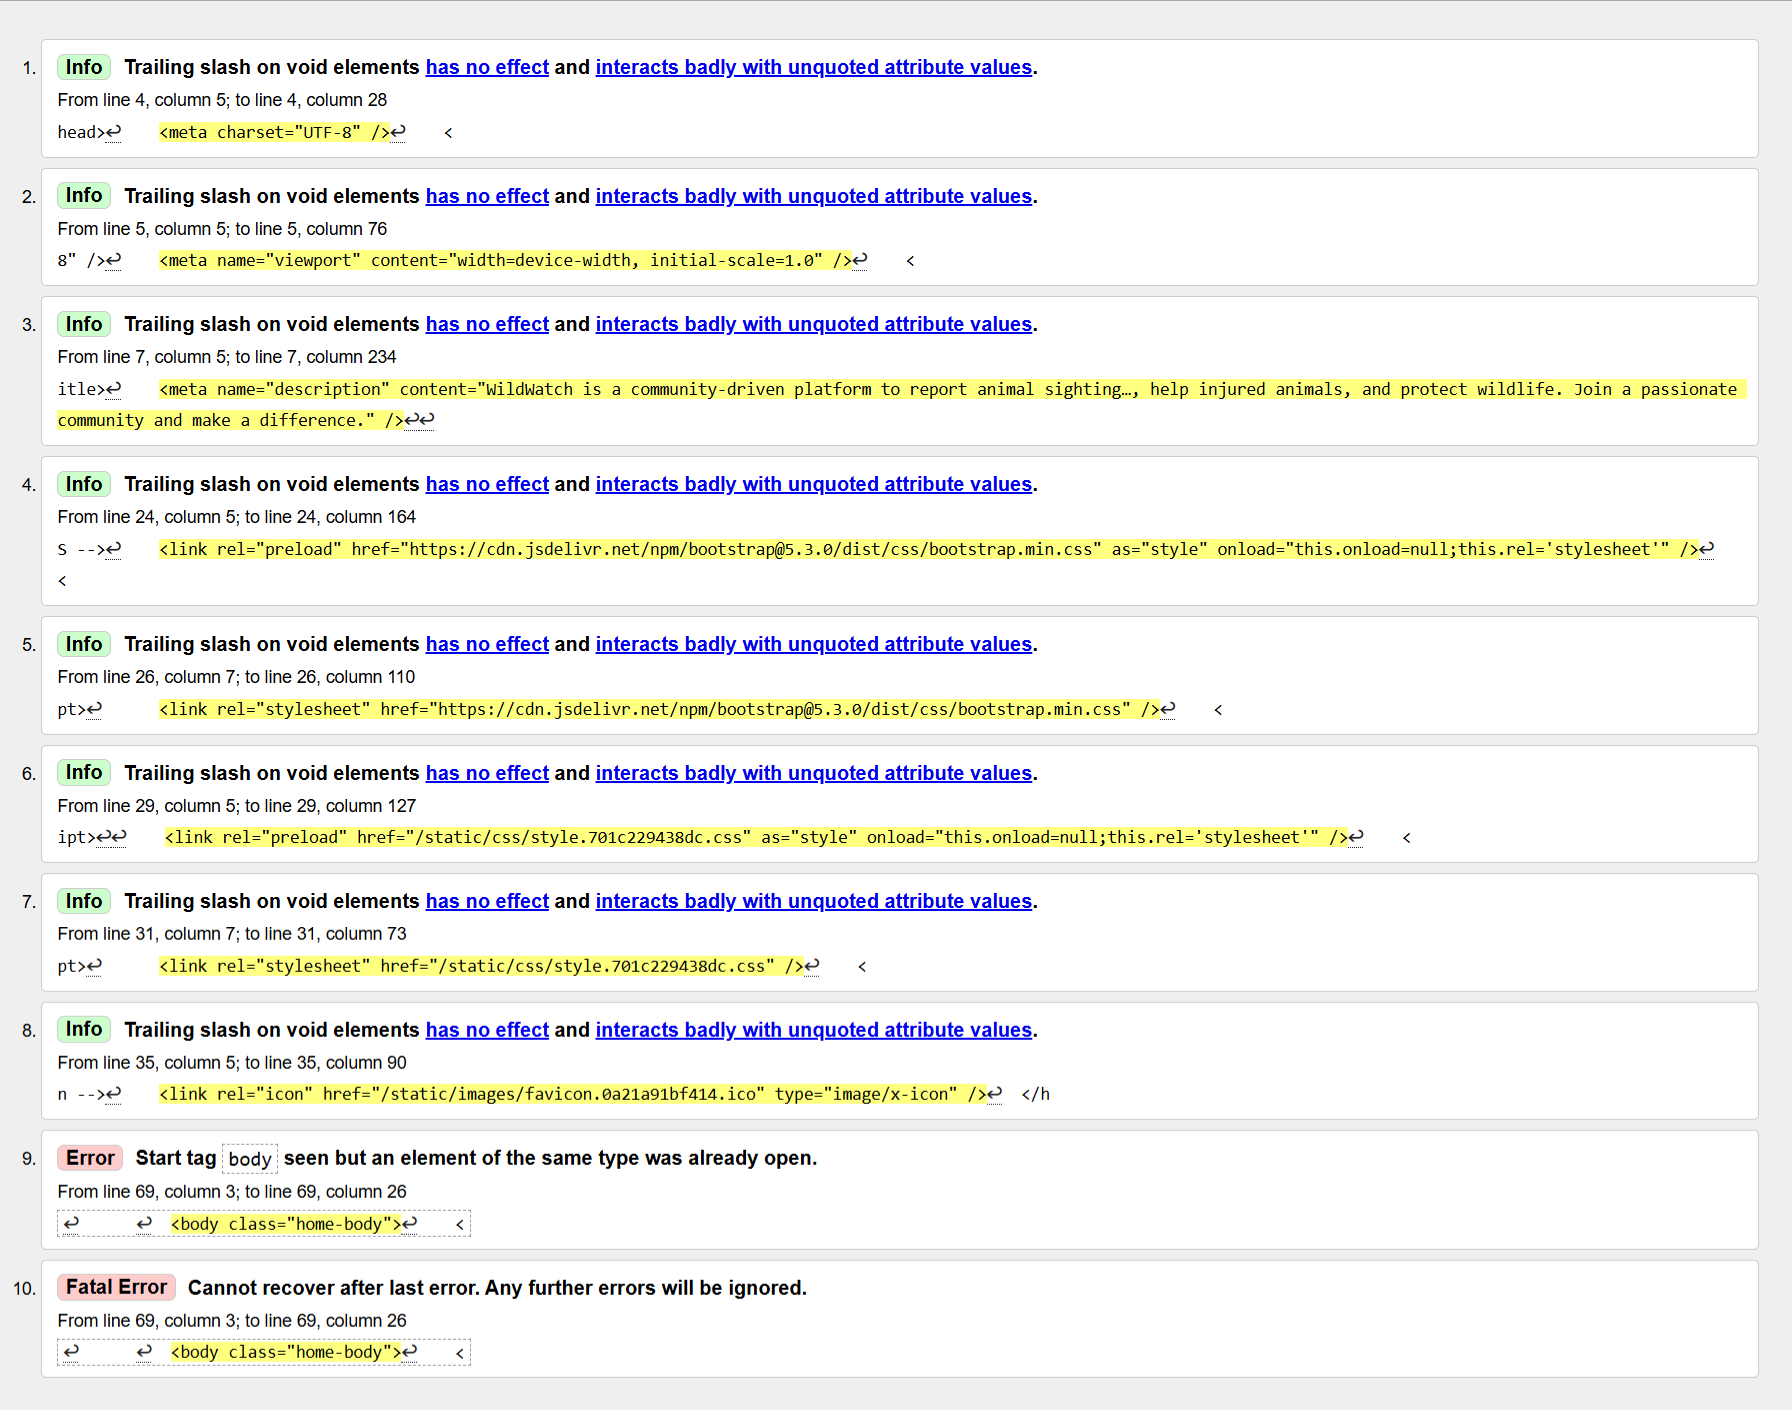 1. Info Trailing slash on void elements has no effect and interacts badly with unquoted attribute values.
From line 4, column 5; to line 4, column 28
head>↩    <meta charset="UTF-8" />↩    <
2. Info Trailing slash on void elements has no effect and interacts badly with unquoted attribute values.
From line 5, column 5; to line 5, column 76
8" />↩    <meta name="viewport" content="width=device-width, initial-scale=1.0" />↩    <
3. Info Trailing slash on void elements has no effect and interacts badly with unquoted attribute values.
From line 7, column 5; to line 7, column 234
itle>↩    <meta name="description" content="WildWatch is a community-driven platform to report animal sighting…, help injured animals, and protect wildlife. Join a passionate
community and make a difference." />↩↩
4. Info Trailing slash on void elements has no effect and interacts badly with unquoted attribute values.
From line 24, column 5; to line 24, column 164
S -->↩    <link rel="preload" href="https://cdn.jsdelivr.net/npm/bootstrap@5.3.0/dist/css/bootstrap.min.css" as="style" onload="this.onload=null;this.rel='stylesheet'" />↩
<
5. Info Trailing slash on void elements has no effect and interacts badly with unquoted attribute values.
From line 26, column 7; to line 26, column 110
pt>↩      <link rel="stylesheet" href="https://cdn.jsdelivr.net/npm/bootstrap@5.3.0/dist/css/bootstrap.min.css" />↩    <
6. Info Trailing slash on void elements has no effect and interacts badly with unquoted attribute values.
From line 29, column 5; to line 29, column 127
ipt>↩↩    <link rel="preload" href="/static/css/style.701c229438dc.css" as="style" onload="this.onload=null;this.rel='stylesheet'" />↩    <
7. Info Trailing slash on void elements has no effect and interacts badly with unquoted attribute values.
From line 31, column 7; to line 31, column 73
pt>↩      <link rel="stylesheet" href="/static/css/style.701c229438dc.css" />↩    <
8. Info Trailing slash on void elements has no effect and interacts badly with unquoted attribute values.
From line 35, column 5; to line 35, column 90
n -->↩    <link rel="icon" href="/static/images/favicon.0a21a91bf414.ico" type="image/x-icon" />↩  </h
9. Error Start tag body seen but an element of the same type was already open.
From line 69, column 3; to line 69, column 26
↩      ↩  <body class="home-body">↩    <
10. Fatal Error Cannot recover after last error. Any further errors will be ignored.
From line 69, column 3; to line 69, column 26
↩      ↩  <body class="home-body">↩    <